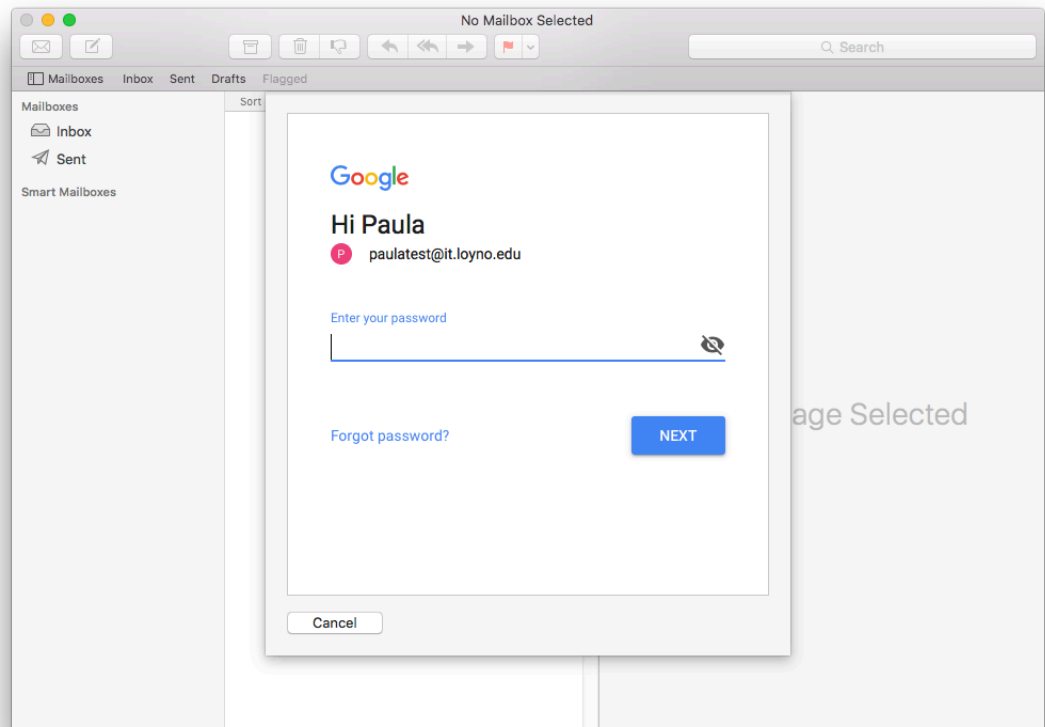 No Mailbox Selected
Search
Mailboxes Inbox Sent Drafts Flagged
Mailboxes
Inbox
Sent
Smart Mailboxes
Sort
Google
Hi Paula
P paulatest@it.loyno.edu
Enter your password
Forgot password? NEXT
Cancel
age Selected